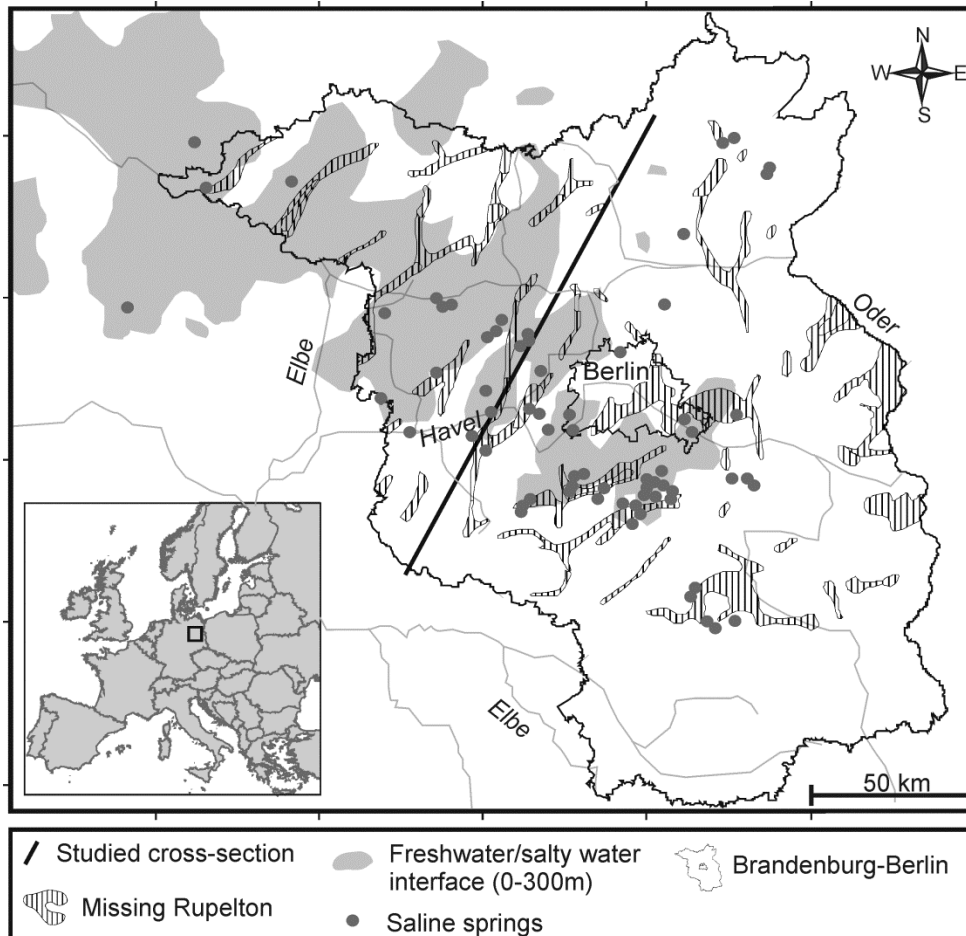 N
W E
S
Elbe
Oder
Berlin
Havel
Elbe
50 km
Studied cross-section
Missing Rupelton
Freshwater/salty water
interface (0-300m)
Saline springs
Brandenburg-Berlin